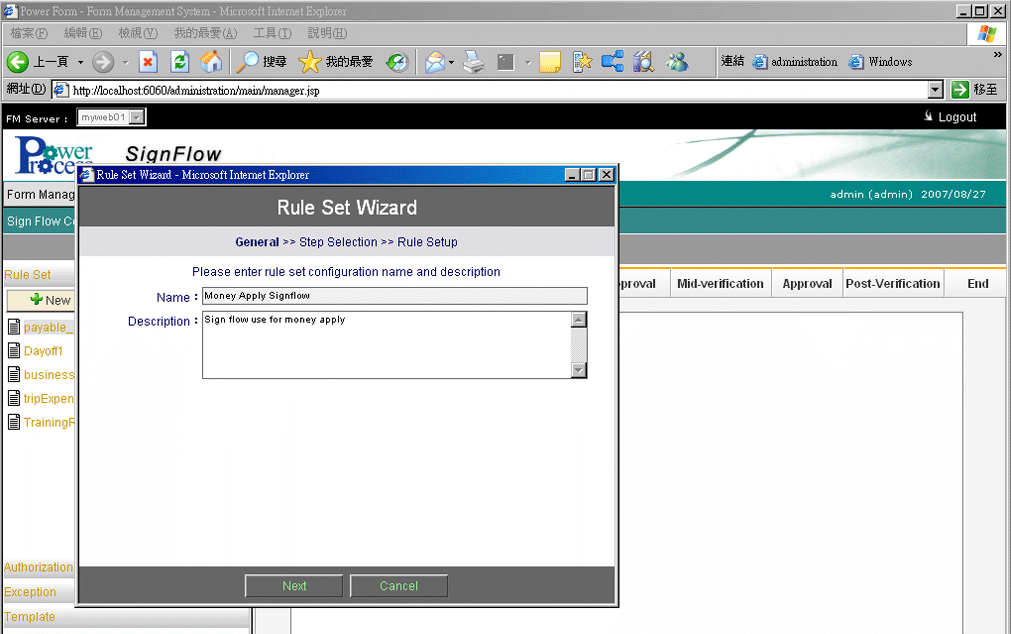 Power Form - Form Management System - Microsoft Internet Explorer
檔案(F) 編輯(E) 檢視(V) 我的最愛(A) 工具(T) 說明(H)
上一頁 搜尋 我的最愛 連結 administration Windows »
網址(D) http://localhost:6060/administration/main/manager.jsp 移至
FM Server : myweb01 Logout
Power Process SignFlow
Rule Set Wizard - Microsoft Internet Explorer
Form Manag admin (admin) 2007/08/27
Rule Set Wizard
Sign Flow Co
General >> Step Selection >> Rule Setup
Please enter rule set configuration name and description
Rule Set
proval Mid-verification Approval Post-Verification End
Name : Money Apply Signflow
New
Description : Sign flow use for money apply
payable_
Dayoff1
business
tripExpen
TrainingR
Authorization
Exception
Template
Next Cancel